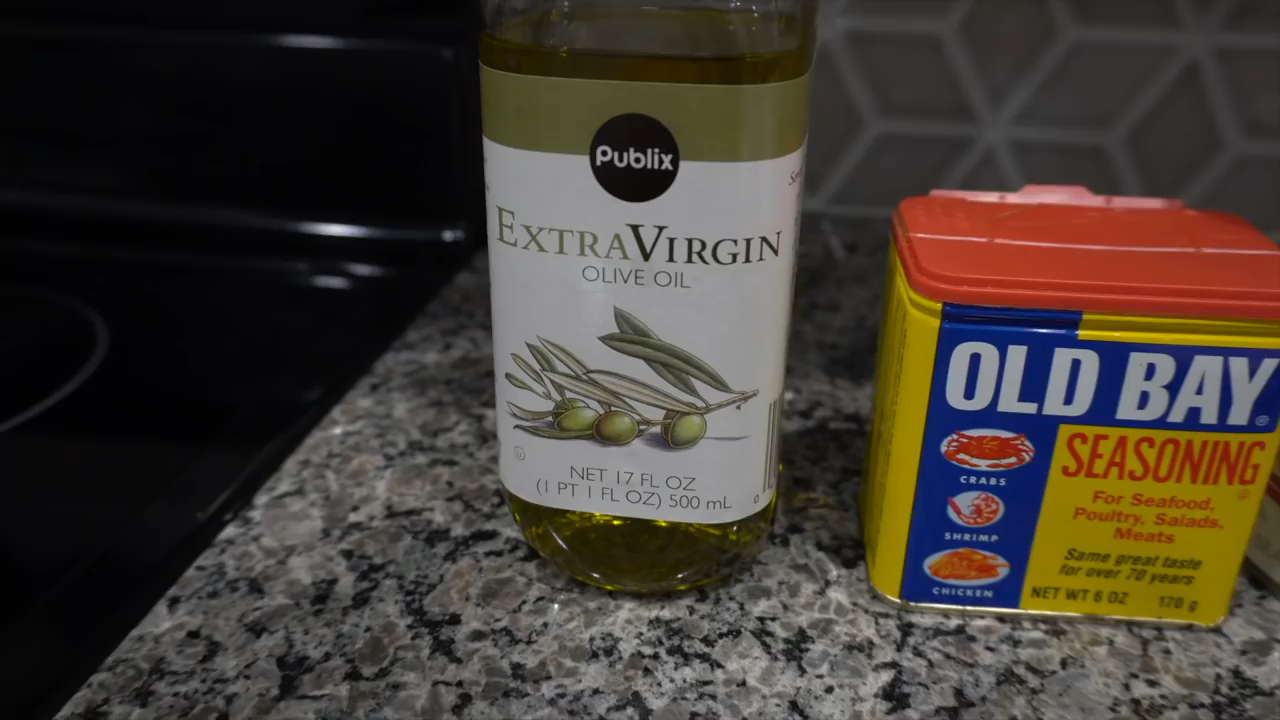 Publix
EXTRAVIRGIN
OLIVE OIL
U
NET 17 FL OZ
(1 PT 1 FL OZ) 500 mL
0
OLD BAY®
SEASONING
For Seafood,
Poultry, Salads,
Meats
Same great taste
for over 70 years
NET WT 6 OZ 170 g
CRABS
SHRIMP
CHICKEN